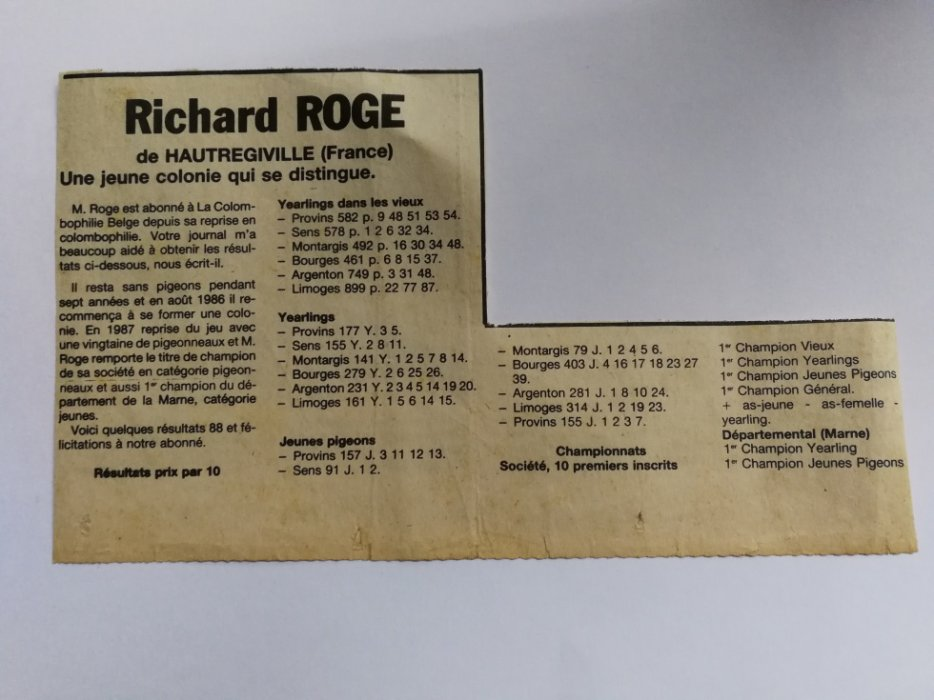 Richard ROGE
de HAUTREGIVILLE (France)
Une jeune colonie qui se distingue.
M. Roge est abonné à La Colom-
bophilie Belge depuis sa reprise en
colombophilie. Votre journal m'a
beaucoup aidé à obtenir les résul-
tats ci-dessous, nous écrit-il.
Il resta sans pigeons pendant
sept années et en août 1986 il re-
commença à se former une colo-
nie. En 1987 reprise du jeu avec
une vingtaine de pigeonneaux et M.
Roge remporte le titre de champion
de sa société en catégorie pigeon-
neaux et aussi 1er champion du dé-
partement de la Marne, catégorie
jeunes.
Voici quelques résultats 88 et fé-
licitations à notre abonné.
Résultats prix par 10
Yearlings dans les vieux
– Provins 582 p. 9 48 51 53 54.
– Sens 578 p. 1 2 6 32 34.
– Montargis 492 p. 16 30 34 48.
– Bourges 461 p. 6 8 15 37.
– Argenton 749 p. 3 31 48.
– Limoges 899 p. 22 77 87.
Yearlings
– Provins 177 Y. 3 5.
– Sens 155 Y. 2 8 11.
– Montargis 141 Y. 1 2 5 7 8 14.
– Bourges 279 Y. 2 6 25 26.
– Argenton 231 Y. 2 3 4 5 14 19 20.
– Limoges 161 Y. 1 5 6 14 15.
Jeunes pigeons
– Provins 157 J. 3 11 12 13.
– Sens 91 J. 1 2.
– Montargis 79 J. 1 2 4 5 6.
– Bourges 403 J. 4 16 17 18 23 27
39.
– Argenton 281 J. 1 8 10 24.
– Limoges 314 J. 1 2 19 23.
– Provins 155 J. 1 2 3 7.
Championnats
Société, 10 premiers inscrits
1er Champion Vieux
1er Champion Yearlings
1er Champion Jeunes Pigeons
1er Champion Général.
+ as-jeune - as-femelle -
yearling.
Départemental (Marne)
1er Champion Yearling
1er Champion Jeunes Pigeons